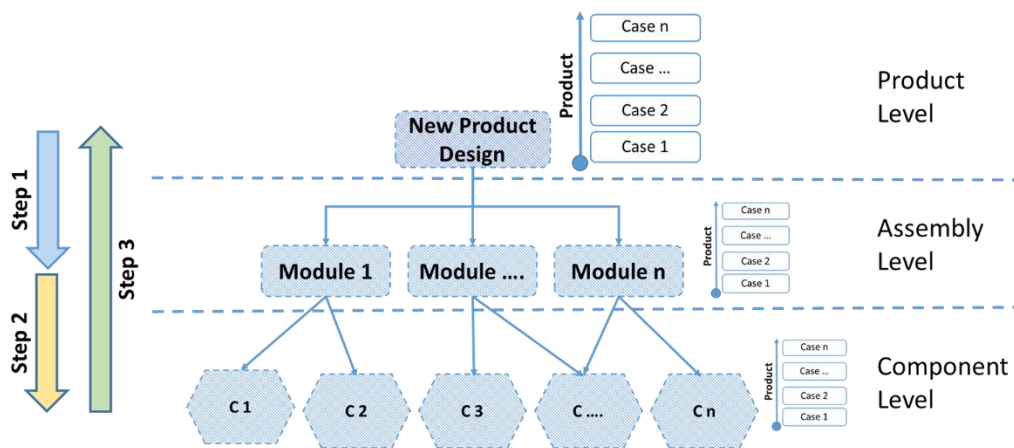 Case n
Case ...
Case 2
Case 1
Product
Product
Level
New Product
Design
Step 1
Step 3
Step 2
Case n
Case ...
Case 2
Case 1
Product
Assembly
Level
Module 1
Module ....
Module n
Case n
Case ...
Case 2
Case 1
Product
Component
Level
C 1
C 2
C 3
C ....
C n